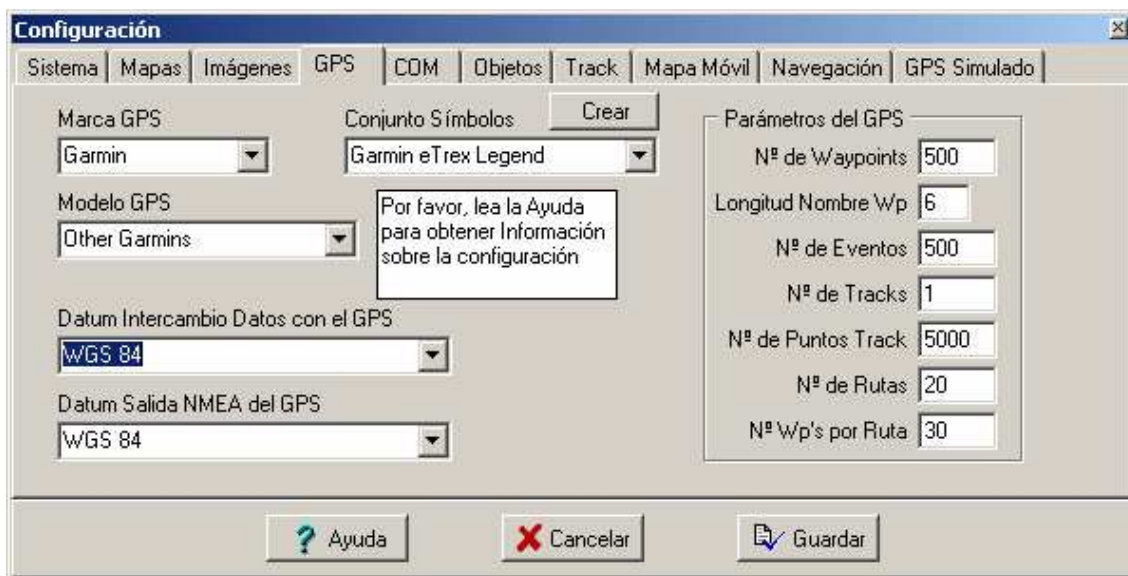 Configuración
Sistema Mapas Imágenes GPS COM Objetos Track Mapa Móvil Navegación GPS Simulado
Marca GPS
Garmin
Conjunto Símbolos Crear
Garmin eTrex Legend
Modelo GPS
Other Garmins
Por favor, lea la Ayuda
para obtener Información
sobre la configuración
Datum Intercambio Datos con el GPS
WGS 84
Datum Salida NMEA del GPS
WGS 84
Parámetros del GPS
Nº de Waypoints 500
Longitud Nombre Wp 6
Nº de Eventos 500
Nº de Tracks 1
Nº de Puntos Track 5000
Nº de Rutas 20
Nº Wp's por Ruta 30
? Ayuda
Cancelar
Guardar